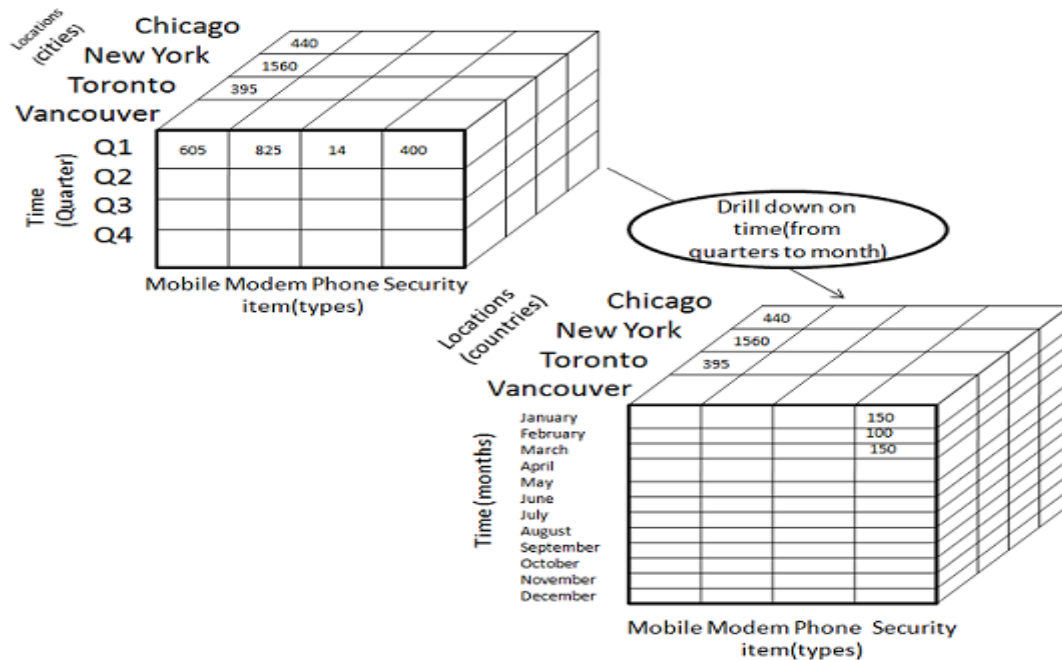 Locations
(cities)
Chicago
New York
Toronto
Vancouver
440
1560
395
Time
(Quarter)
Q1
Q2
Q3
Q4
605 825 14 400
Mobile Modem Phone Security
item(types)
Drill down on
time(from
quarters to month)
Locations
(countries)
Chicago
New York
Toronto
Vancouver
440
1560
395
Time (months)
January 150
February 100
March 150
April
May
June
July
August
September
October
November
December
Mobile Modem Phone Security
item(types)